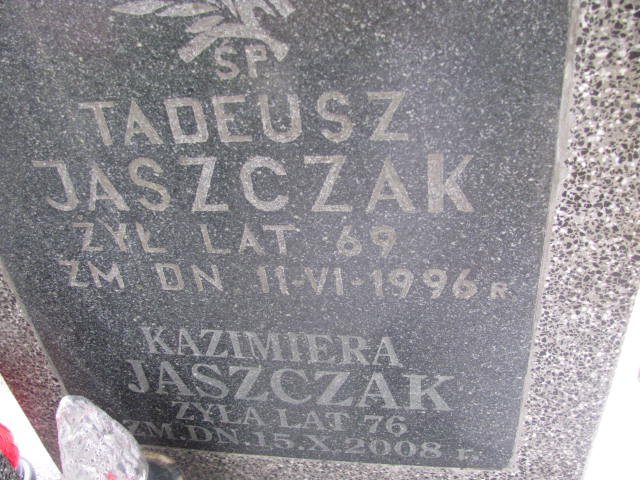 Ś.P.
TADEUSZ
JASZCZAK
ŻYŁ LAT 69
ZM DN. 11-VI-1996 R.
KAZIMIERA
JASZCZAK
ŻYŁA LAT 76
ZM.DN.15.X.2008 r.